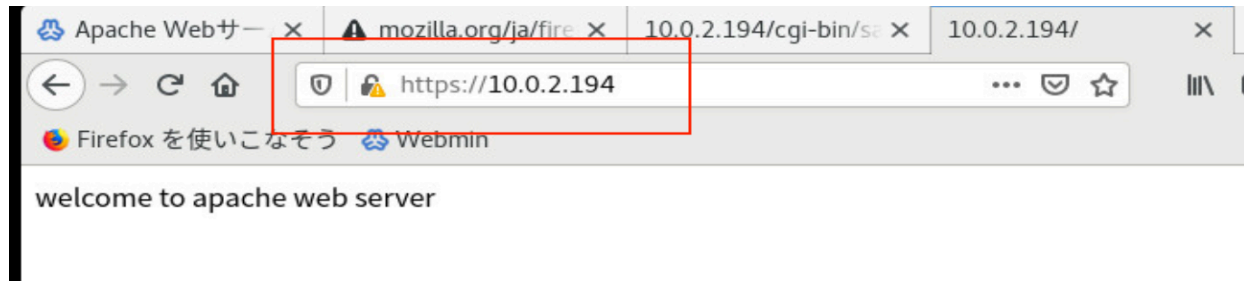 Apache Webサー
mozilla.org/ja/fire
10.0.2.194/cgi-bin/sa
10.0.2.194/
https://10.0.2.194
Firefox を使いこなそう
Webmin
welcome to apache web server